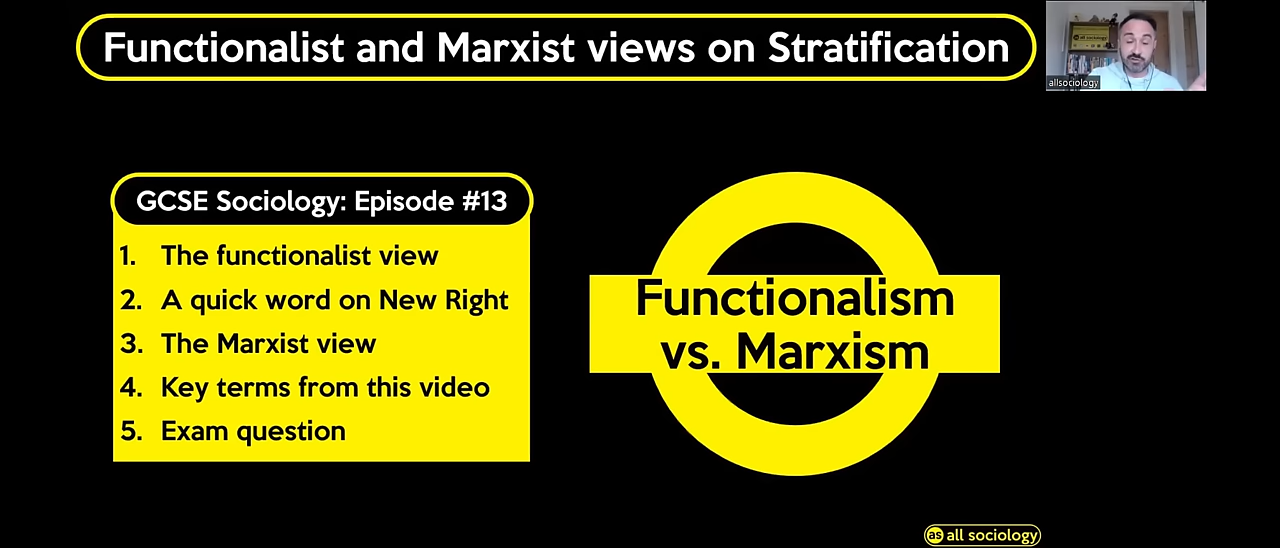 Functionalist and Marxist views on Stratification
allsociology
GCSE Sociology: Episode #13
1. The functionalist view
2. A quick word on New Right
3. The Marxist view
4. Key terms from this video
5. Exam question
Functionalism
vs. Marxism
as all sociology